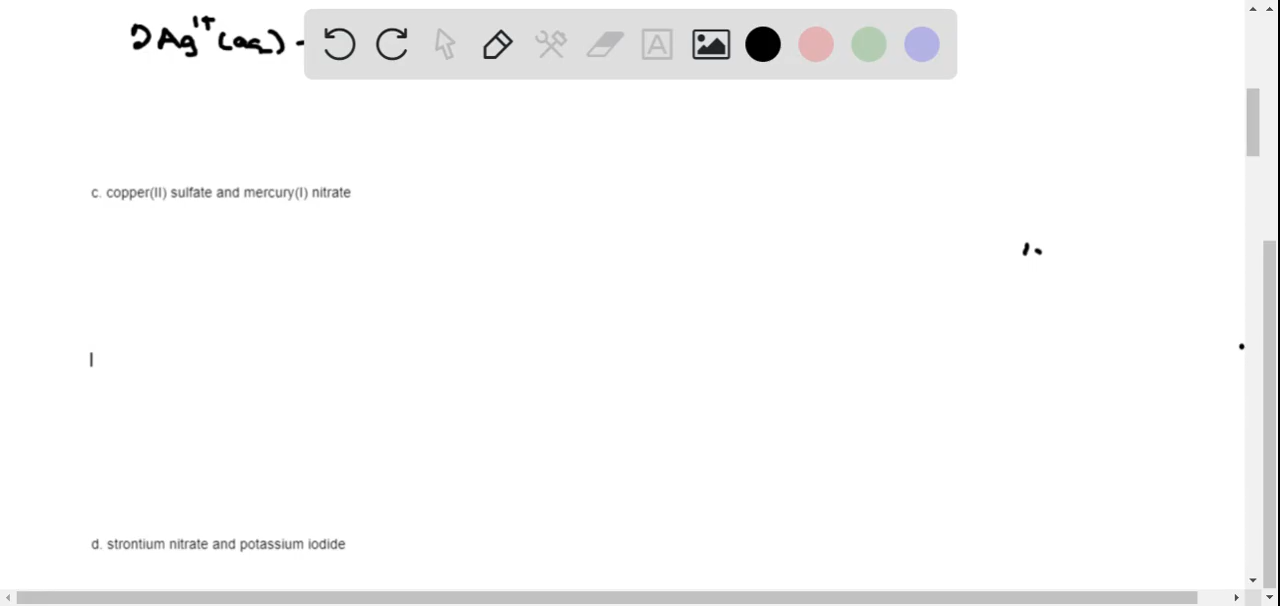 2Ag¹⁺(aq) -
A
c. copper(II) sulfate and mercury(I) nitrate
d. strontium nitrate and potassium iodide